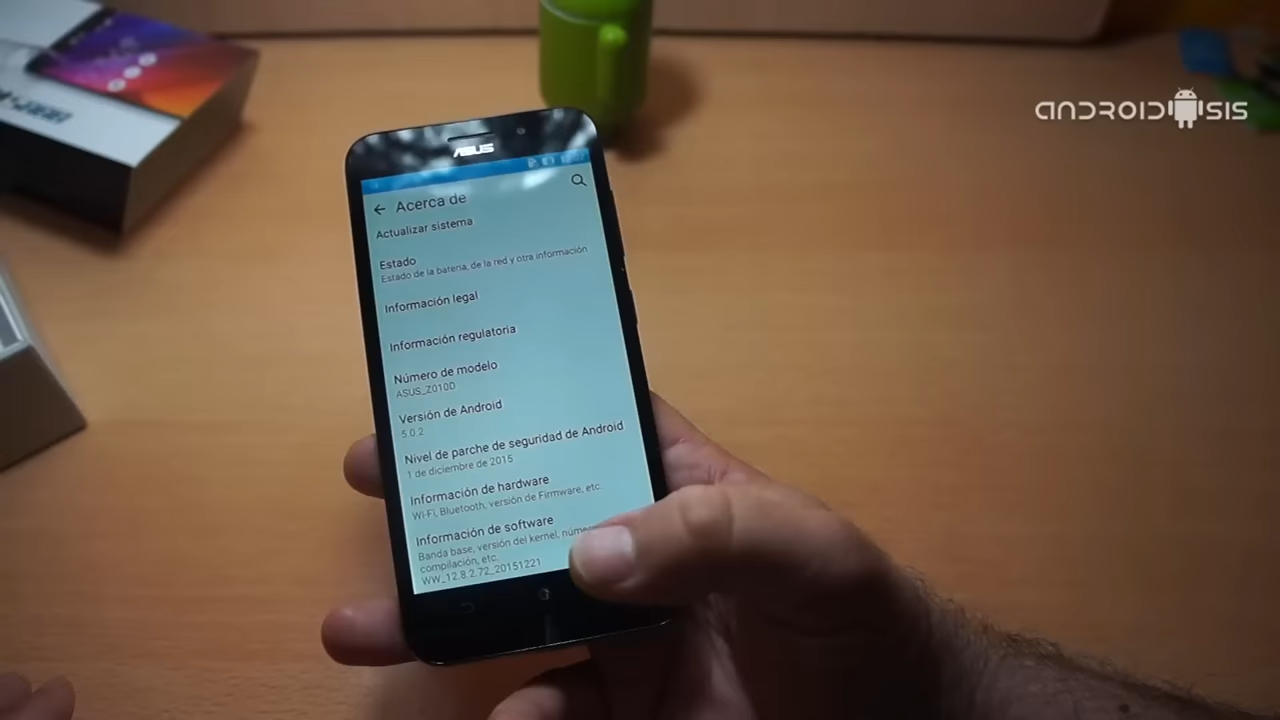 ANDROIDSIS
ASUS
Acerca de
Actualizar sistema
Estado
Estado de la batería, de la red y otra información
Información legal
Información regulatoria
Número de modelo
ASUS_Z010D
Versión de Android
5.0.2
Nivel de parche de seguridad de Android
1 de diciembre de 2015
Información de hardware
Wi-Fi, Bluetooth, versión de Firmware, etc.
Información de software
Banda base, versión del kernel,
compilación, etc.
WW_12.8.2.72_20151221